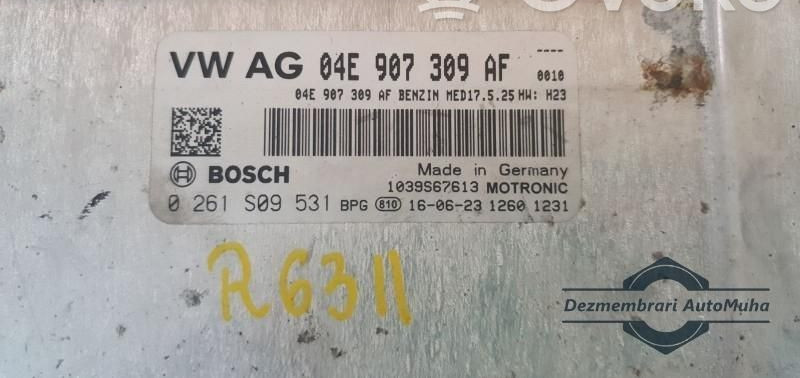 VW AG 04E 907 309 AF
----
0010
04E 907 309 AF BENZIN MED17.5.25 HW: H23
BOSCH
Made in Germany
1039S67613 MOTRONIC
0 261 S09 531 BPG 810 16-06-23 1260 1231
R6311
Dezmembrari AutoMuha